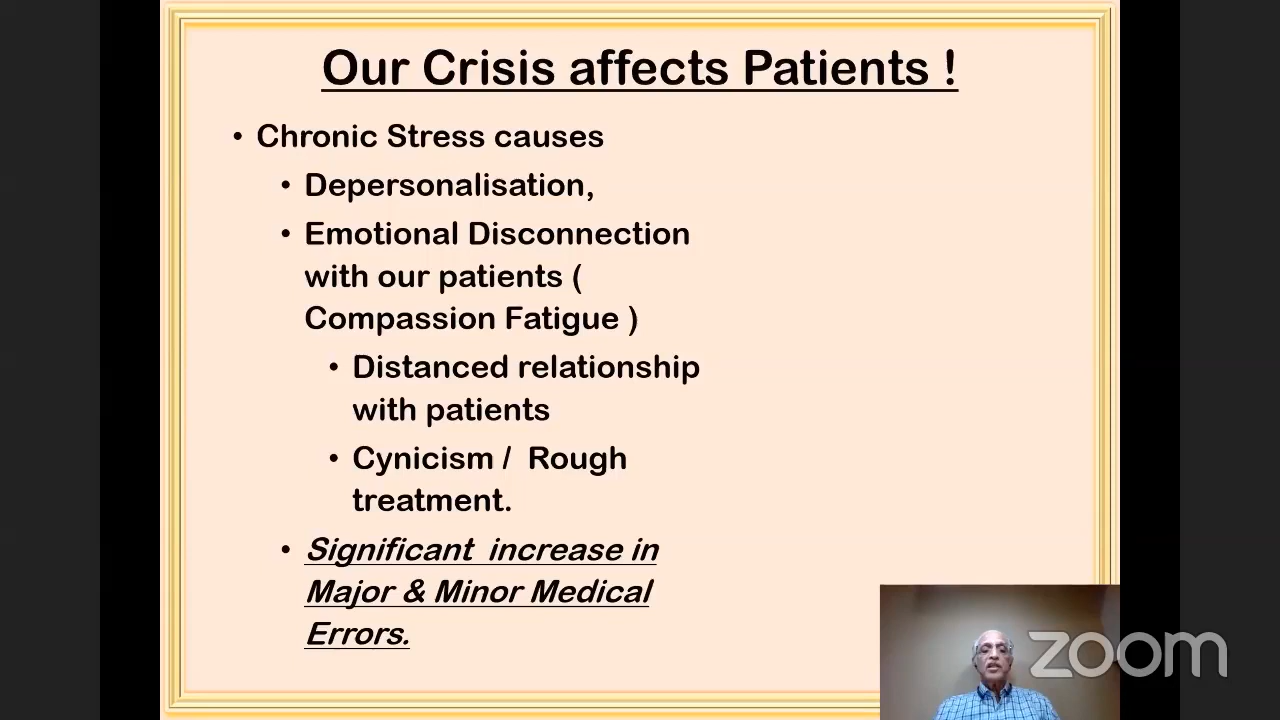 Our Crisis affects Patients !
• Chronic Stress causes
• Depersonalisation,
• Emotional Disconnection
with our patients (
Compassion Fatigue )
• Distanced relationship
with patients
• Cynicism / Rough
treatment.
• Significant increase in
Major & Minor Medical
Errors.
zoom